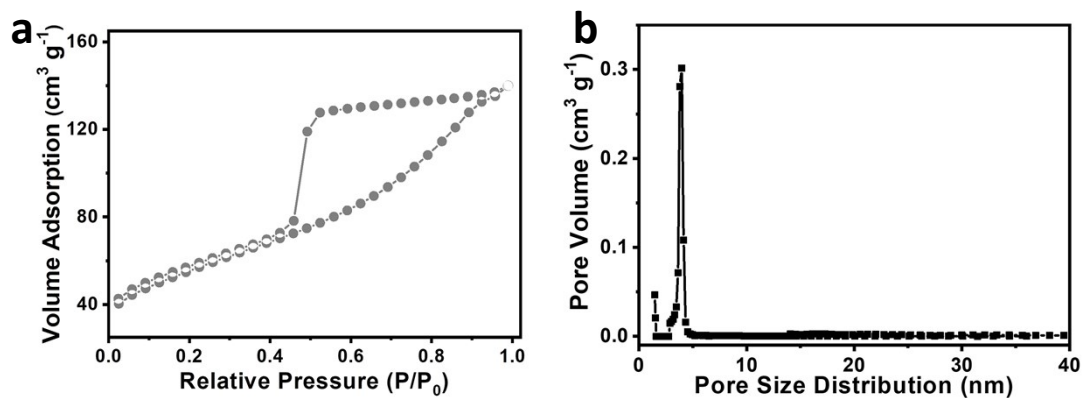 a
Volume Adsorption (cm³ g⁻¹)
160
120
80
40
0.0 0.2 0.4 0.6 0.8 1.0
Relative Pressure (P/P₀)
b
Pore Volume (cm³ g⁻¹)
0.3
0.2
0.1
0.0
0 10 20 30 40
Pore Size Distribution (nm)